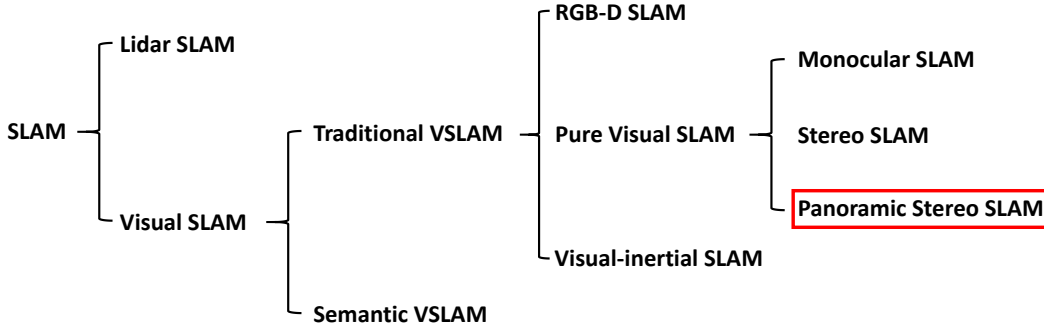 SLAM
Lidar SLAM
Visual SLAM
Traditional VSLAM
Semantic VSLAM
RGB-D SLAM
Pure Visual SLAM
Visual-inertial SLAM
Monocular SLAM
Stereo SLAM
Panoramic Stereo SLAM